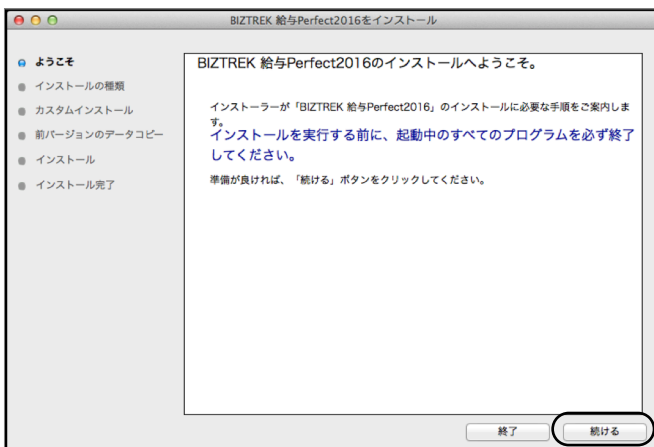 BIZTREK 給与Perfect2016をインストール
ようこそ
インストールの種類
カスタムインストール
前バージョンのデータコピー
インストール
インストール完了
BIZTREK 給与Perfect2016のインストールへようこそ。
インストーラーが「BIZTREK 給与Perfect2016」のインストールに必要な手順をご案内しま
す。
インストールを実行する前に、起動中のすべてのプログラムを必ず終了
してください。
準備が良ければ、「続ける」ボタンをクリックしてください。
終了
続ける